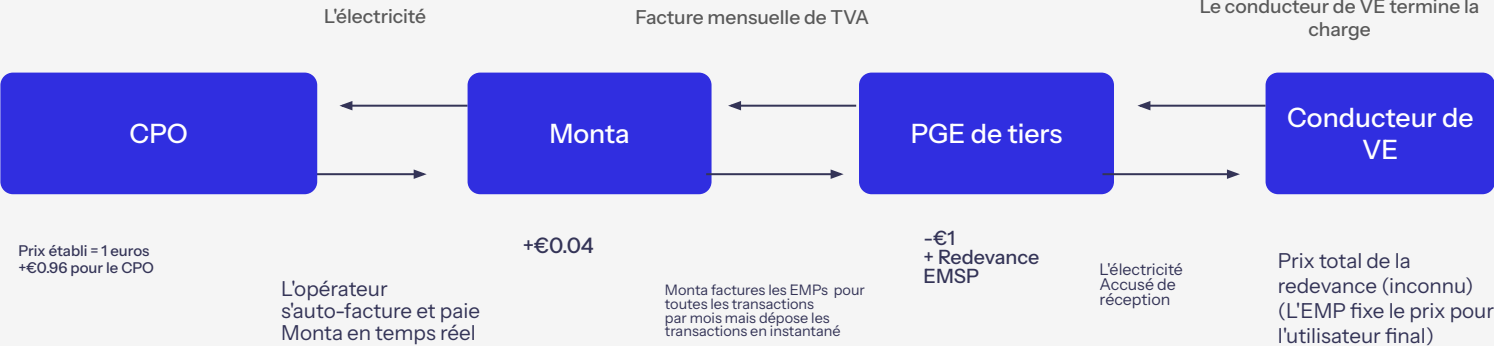 L'électricité
Facture mensuelle de TVA
Le conducteur de VE termine la
charge
CPO
Monta
PGE de tiers
Conducteur de
VE
Prix établi = 1 euros
+€0.96 pour le CPO
L'opérateur
s'auto-facture et paie
Monta en temps réel
+€0.04
Monta factures les EMPs pour
toutes les transactions
par mois mais dépose les
transactions en instantané
-€1
+ Redevance
EMSP
L'électricité
Accusé de
réception
Prix total de la
redevance (inconnu)
(L'EMP fixe le prix pour
l'utilisateur final)